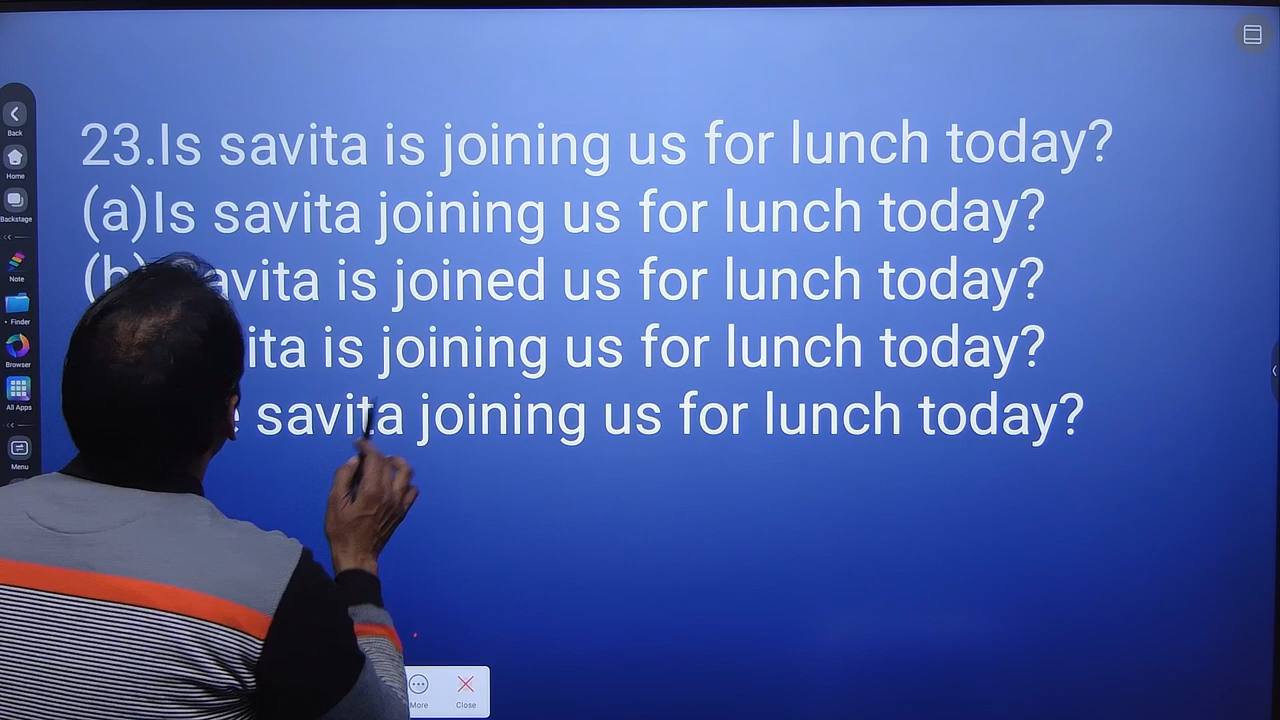 23.Is savita is joining us for lunch today?
(a)Is savita joining us for lunch today?
is joined us for lunch today?
is joining us for lunch today?
savita joining us for lunch today?
Back
Home
Backstage
Note
Finder
Browser
All Apps
Menu
More
Close